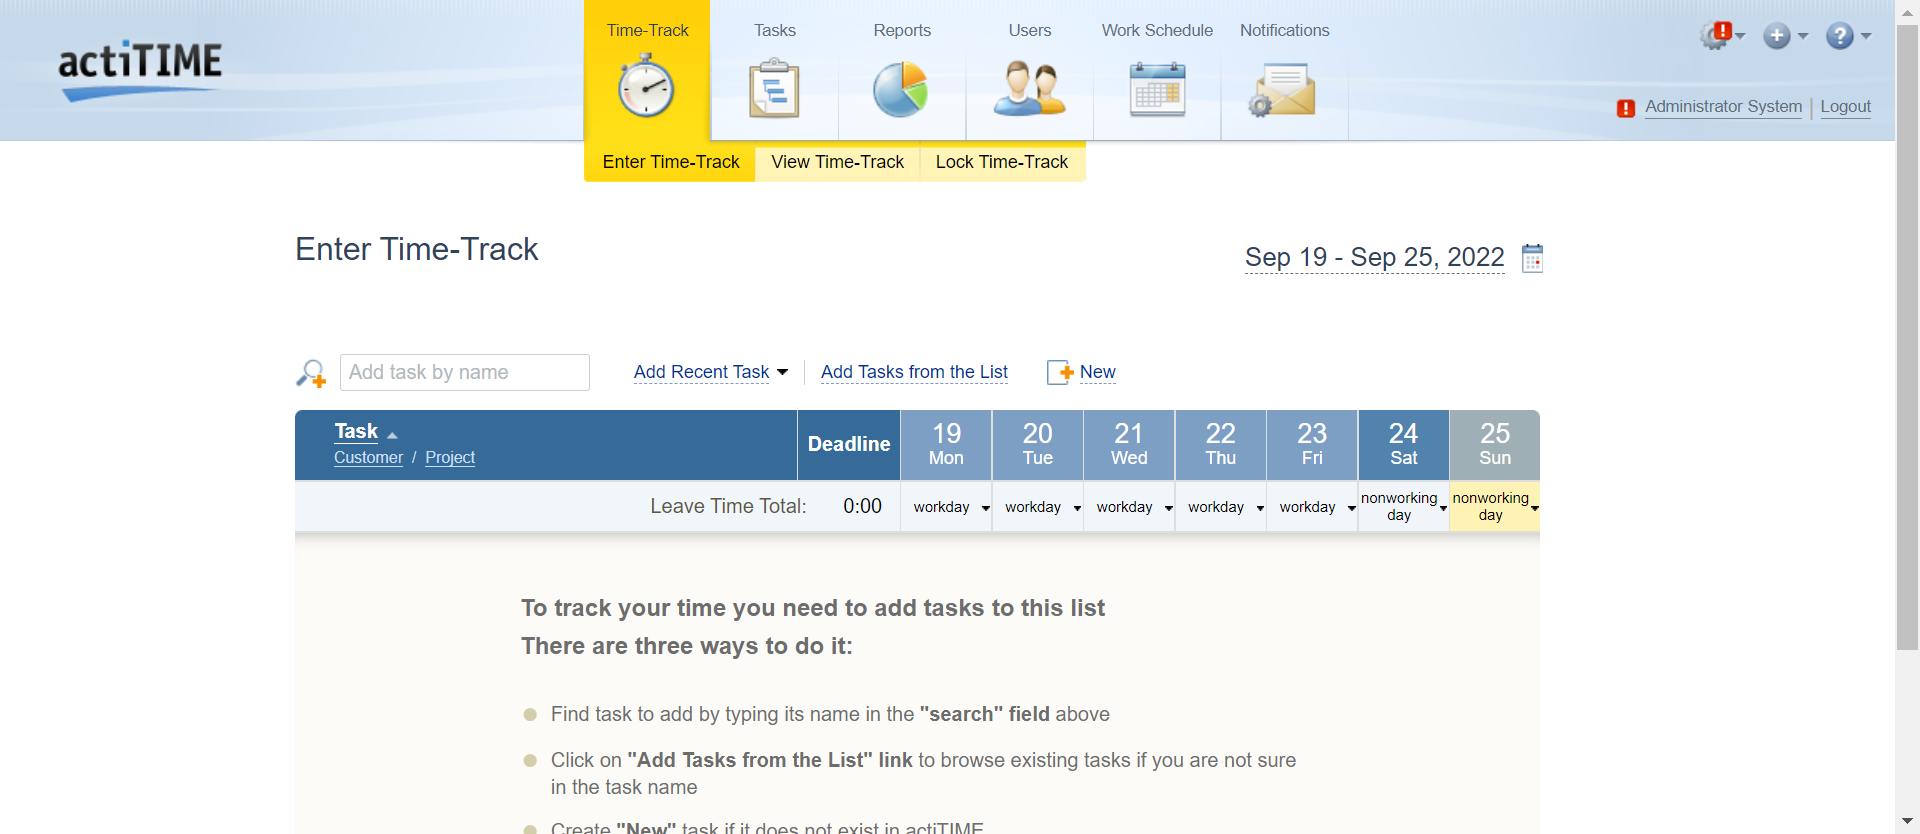 actiTIME
Time-Track
Tasks
Reports
Users
Work Schedule
Notifications
Administrator System
Logout
Enter Time-Track
View Time-Track
Lock Time-Track
Enter Time-Track
Sep 19 - Sep 25, 2022
Add task by name
Add Recent Task
Add Tasks from the List
New
Task
Customer / Project
Deadline
19
Mon
20
Tue
21
Wed
22
Thu
23
Fri
24
Sat
25
Sun
Leave Time Total:
0:00
workday
workday
workday
workday
workday
nonworking
day
nonworking
day
To track your time you need to add tasks to this list
There are three ways to do it:
Find task to add by typing its name in the "search" field above
Click on "Add Tasks from the List" link to browse existing tasks if you are not sure
in the task name
Create "New" task if it does not exist in actiTIME